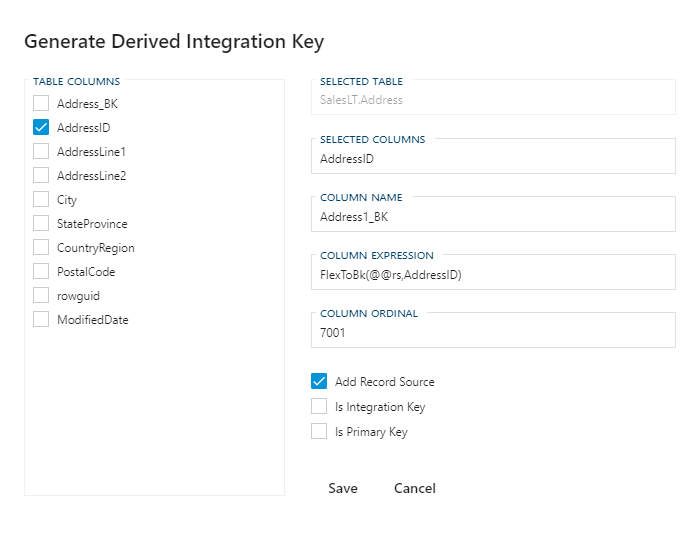 Generate Derived Integration Key
TABLE COLUMNS
Address_BK
AddressID
AddressLine1
AddressLine2
City
StateProvince
CountryRegion
PostalCode
rowguid
ModifiedDate
SELECTED TABLE
SalesLT.Address
SELECTED COLUMNS
AddressID
COLUMN NAME
Address1_BK
COLUMN EXPRESSION
FlexToBk(@@rs,AddressID)
COLUMN ORDINAL
7001
Add Record Source
Is Integration Key
Is Primary Key
Save Cancel